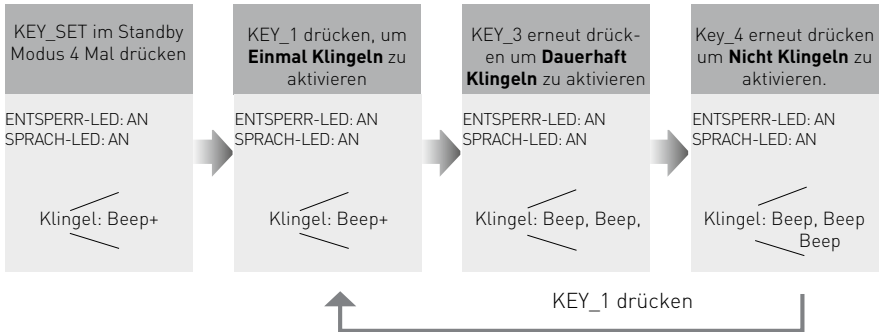 KEY_SET im Standby
Modus 4 Mal drücken
ENTSPERR-LED: AN
SPRACH-LED: AN
Klingel: Beep+
KEY_1 drücken, um
Einmal Klingeln zu
aktivieren
ENTSPERR-LED: AN
SPRACH-LED: AN
Klingel: Beep+
KEY_3 erneut drück-
en um Dauerhaft
Klingeln zu aktivieren
ENTSPERR-LED: AN
SPRACH-LED: AN
Klingel: Beep, Beep,
Key_4 erneut drücken
um Nicht Klingeln zu
aktivieren.
ENTSPERR-LED: AN
SPRACH-LED: AN
Klingel: Beep, Beep
Beep
KEY_1 drücken